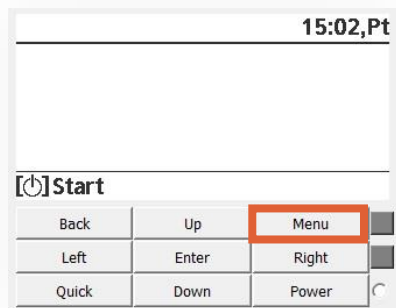 15:02,Pt
[⏻]Start
Back Up Menu
Left Enter Right
Quick Down Power